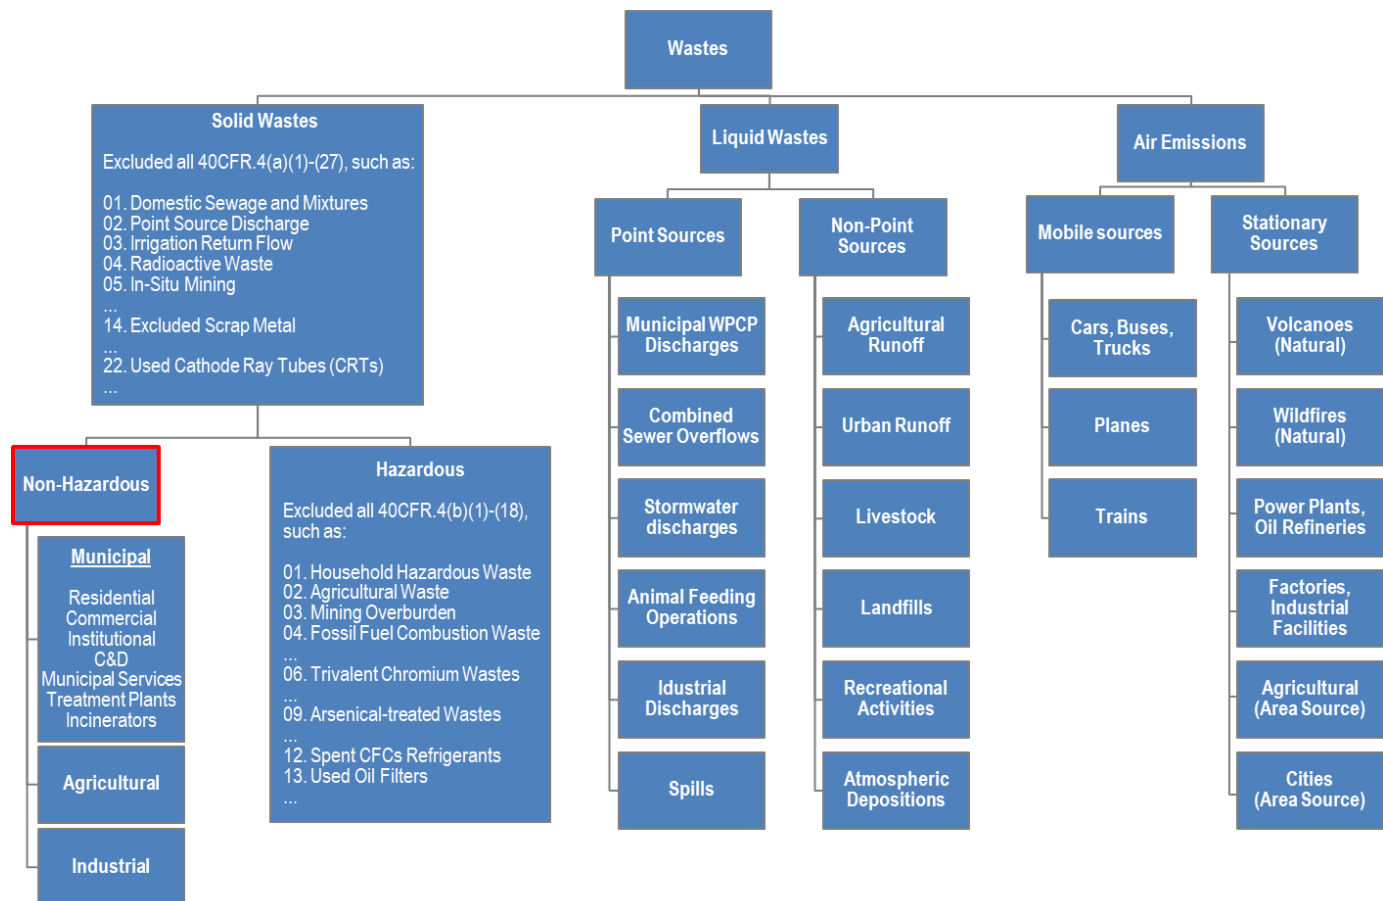 Wastes
Solid Wastes
Excluded all 40CFR.4(a)(1)-(27), such as:
01. Domestic Sewage and Mixtures
02. Point Source Discharge
03. Irrigation Return Flow
04. Radioactive Waste
05. In-Situ Mining
...
14. Excluded Scrap Metal
...
22. Used Cathode Ray Tubes (CRTs)
...
Non-Hazardous
Municipal
Residential
Commercial
Institutional
C&D
Municipal Services
Treatment Plants
Incinerators
Agricultural
Industrial
Hazardous
Excluded all 40CFR.4(b)(1)-(18),
such as:
01. Household Hazardous Waste
02. Agricultural Waste
03. Mining Overburden
04. Fossil Fuel Combustion Waste
...
06. Trivalent Chromium Wastes
...
09. Arsenical-treated Wastes
...
12. Spent CFCs Refrigerants
13. Used Oil Filters
...
Liquid Wastes
Point Sources
Municipal WPCP
Discharges
Combined
Sewer Overflows
Stormwater
discharges
Animal Feeding
Operations
Idustrial
Discharges
Spills
Non-Point
Sources
Agricultural
Runoff
Urban Runoff
Livestock
Landfills
Recreational
Activities
Atmospheric
Depositions
Air Emissions
Mobile sources
Cars, Buses,
Trucks
Planes
Trains
Stationary
Sources
Volcanoes
(Natural)
Wildfires
(Natural)
Power Plants,
Oil Refineries
Factories,
Industrial
Facilities
Agricultural
(Area Source)
Cities
(Area Source)